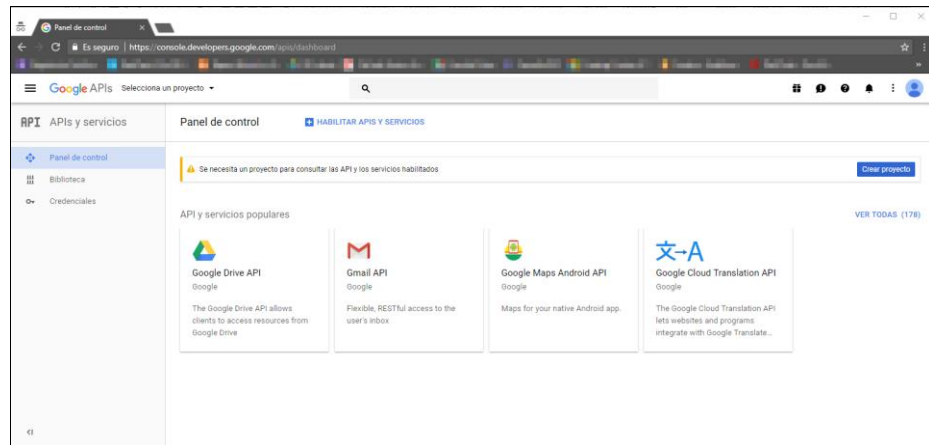 Panel de control
Es seguro | https://console.developers.google.com/apis/dashboard
Google APIs Selecciona un proyecto
API APIs y servicios
Panel de control
HABILITAR APIS Y SERVICIOS
Panel de control
Biblioteca
Credenciales
Se necesita un proyecto para consultar las API y los servicios habilitados
Crear proyecto
API y servicios populares
VER TODAS (178)
Google Drive API
Google
The Google Drive API allows
clients to access resources from
Google Drive
Gmail API
Google
Flexible, RESTful access to the
user's inbox
Google Maps Android API
Google
Maps for your native Android app.
文→A
Google Cloud Translation API
Google
The Google Cloud Translation API
lets websites and programs
integrate with Google Translate...